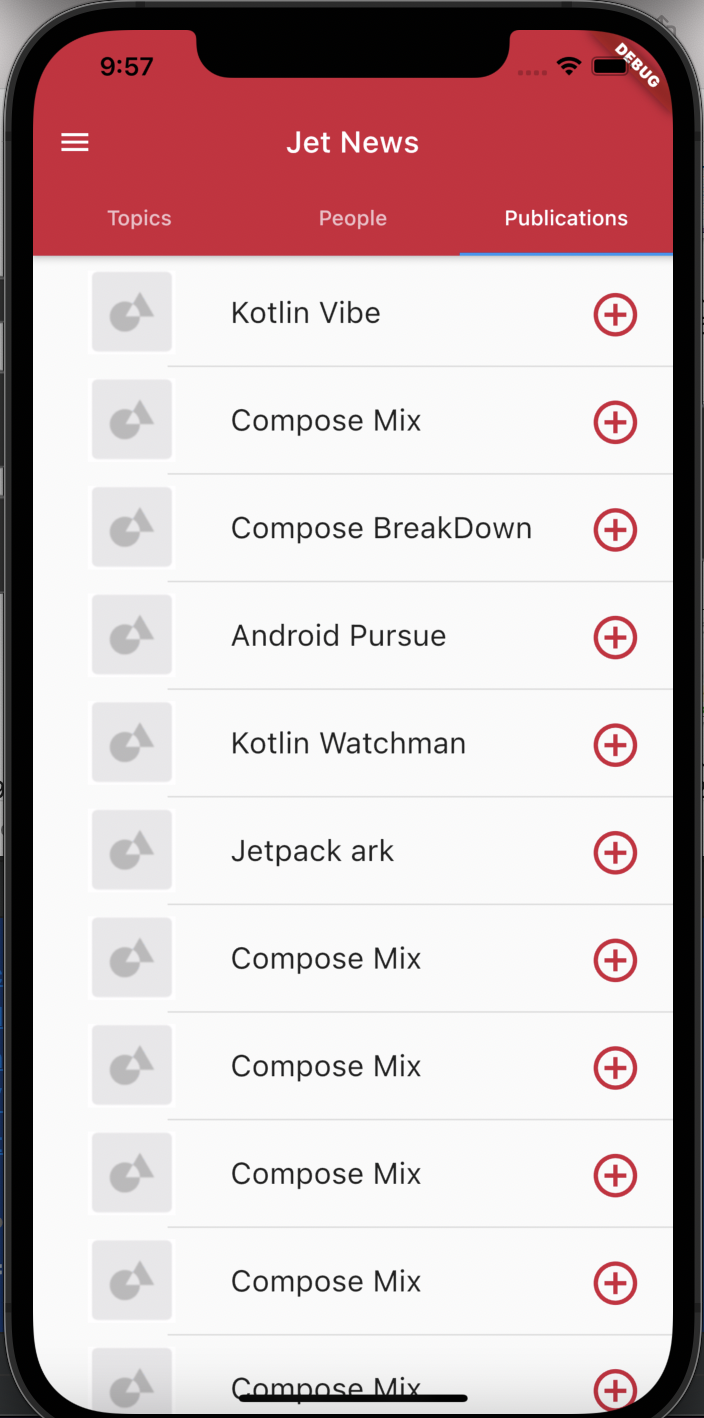 9:57
DEBUG
Jet News
Topics
People
Publications
Kotlin Vibe
Compose Mix
Compose BreakDown
Android Pursue
Kotlin Watchman
Jetpack ark
Compose Mix
Compose Mix
Compose Mix
Compose Mix
Compose Mix